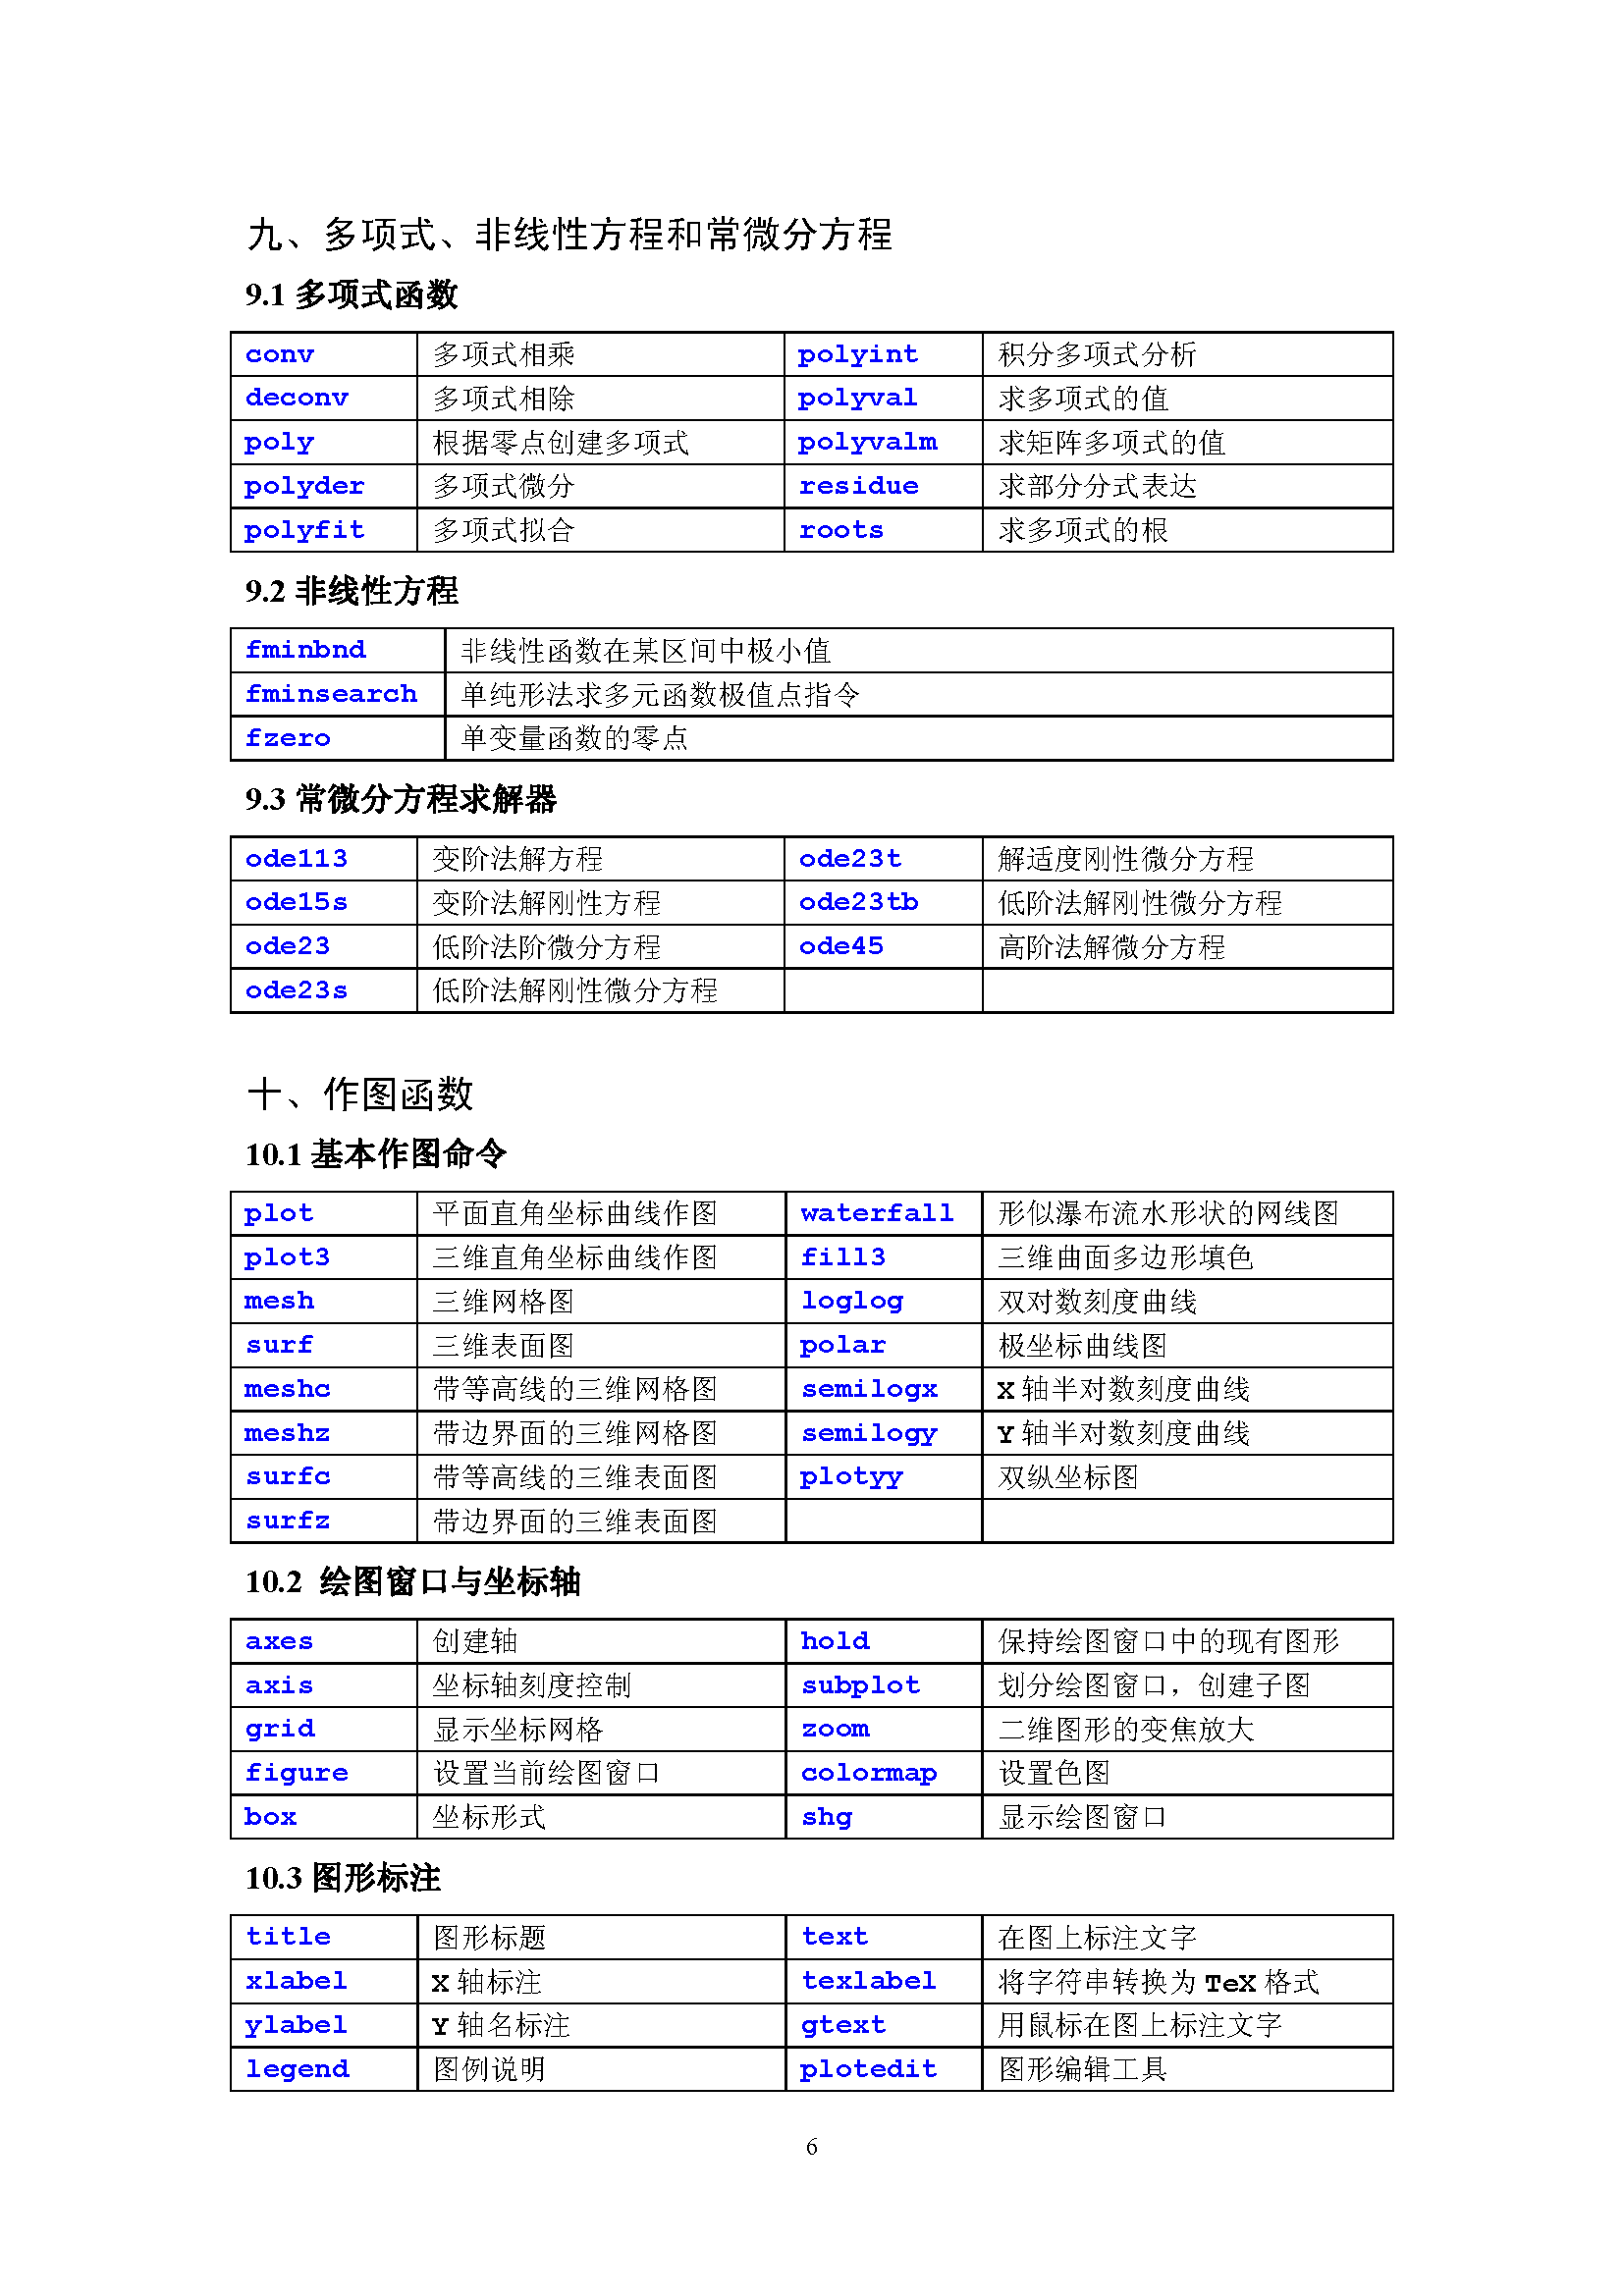 九、多项式、非线性方程和常微分方程
9.1 多项式函数
conv 多项式相乘 polyint 积分多项式分析
deconv 多项式相除 polyval 求多项式的值
poly 根据零点创建多项式 polyvalm 求矩阵多项式的值
polyder 多项式微分 residue 求部分分式表达
polyfit 多项式拟合 roots 求多项式的根
9.2 非线性方程
fminbnd 非线性函数在某区间中极小值
fminsearch 单纯形法求多元函数极值点指令
fzero 单变量函数的零点
9.3 常微分方程求解器
ode113 变阶法解方程 ode23t 解适度刚性微分方程
ode15s 变阶法解刚性方程 ode23tb 低阶法解刚性微分方程
ode23 低阶法阶微分方程 ode45 高阶法解微分方程
ode23s 低阶法解刚性微分方程
十、作图函数
10.1 基本作图命令
plot 平面直角坐标曲线作图 waterfall 形似瀑布流水形状的网线图
plot3 三维直角坐标曲线作图 fill3 三维曲面多边形填色
mesh 三维网格图 loglog 双对数刻度曲线
surf 三维表面图 polar 极坐标曲线图
meshc 带等高线的三维网格图 semilogx X 轴半对数刻度曲线
meshz 带边界面的三维网格图 semilogy Y 轴半对数刻度曲线
surfc 带等高线的三维表面图 plotyy 双纵坐标图
surfz 带边界面的三维表面图
10.2 绘图窗口与坐标轴
axes 创建轴 hold 保持绘图窗口中的现有图形
axis 坐标轴刻度控制 subplot 划分绘图窗口，创建子图
grid 显示坐标网格 zoom 二维图形的变焦放大
figure 设置当前绘图窗口 colormap 设置色图
box 坐标形式 shg 显示绘图窗口
10.3 图形标注
title 图形标题 text 在图上标注文字
xlabel X 轴标注 texlabel 将字符串转换为 TeX 格式
ylabel Y 轴名标注 gtext 用鼠标在图上标注文字
legend 图例说明 plotedit 图形编辑工具
6